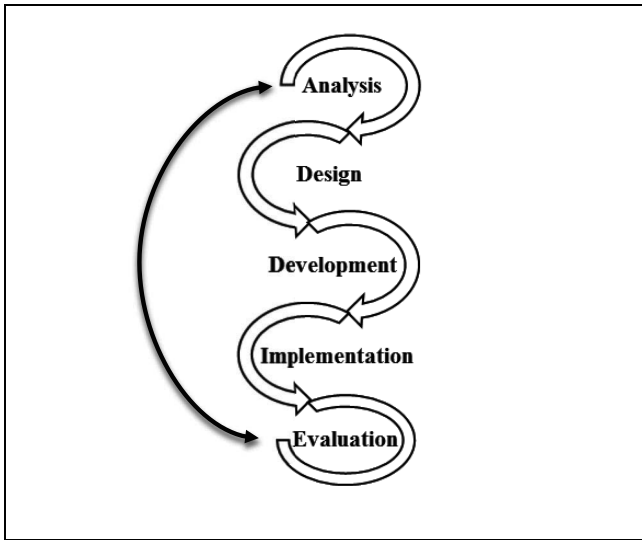 Analysis
Design
Development
Implementation
Evaluation